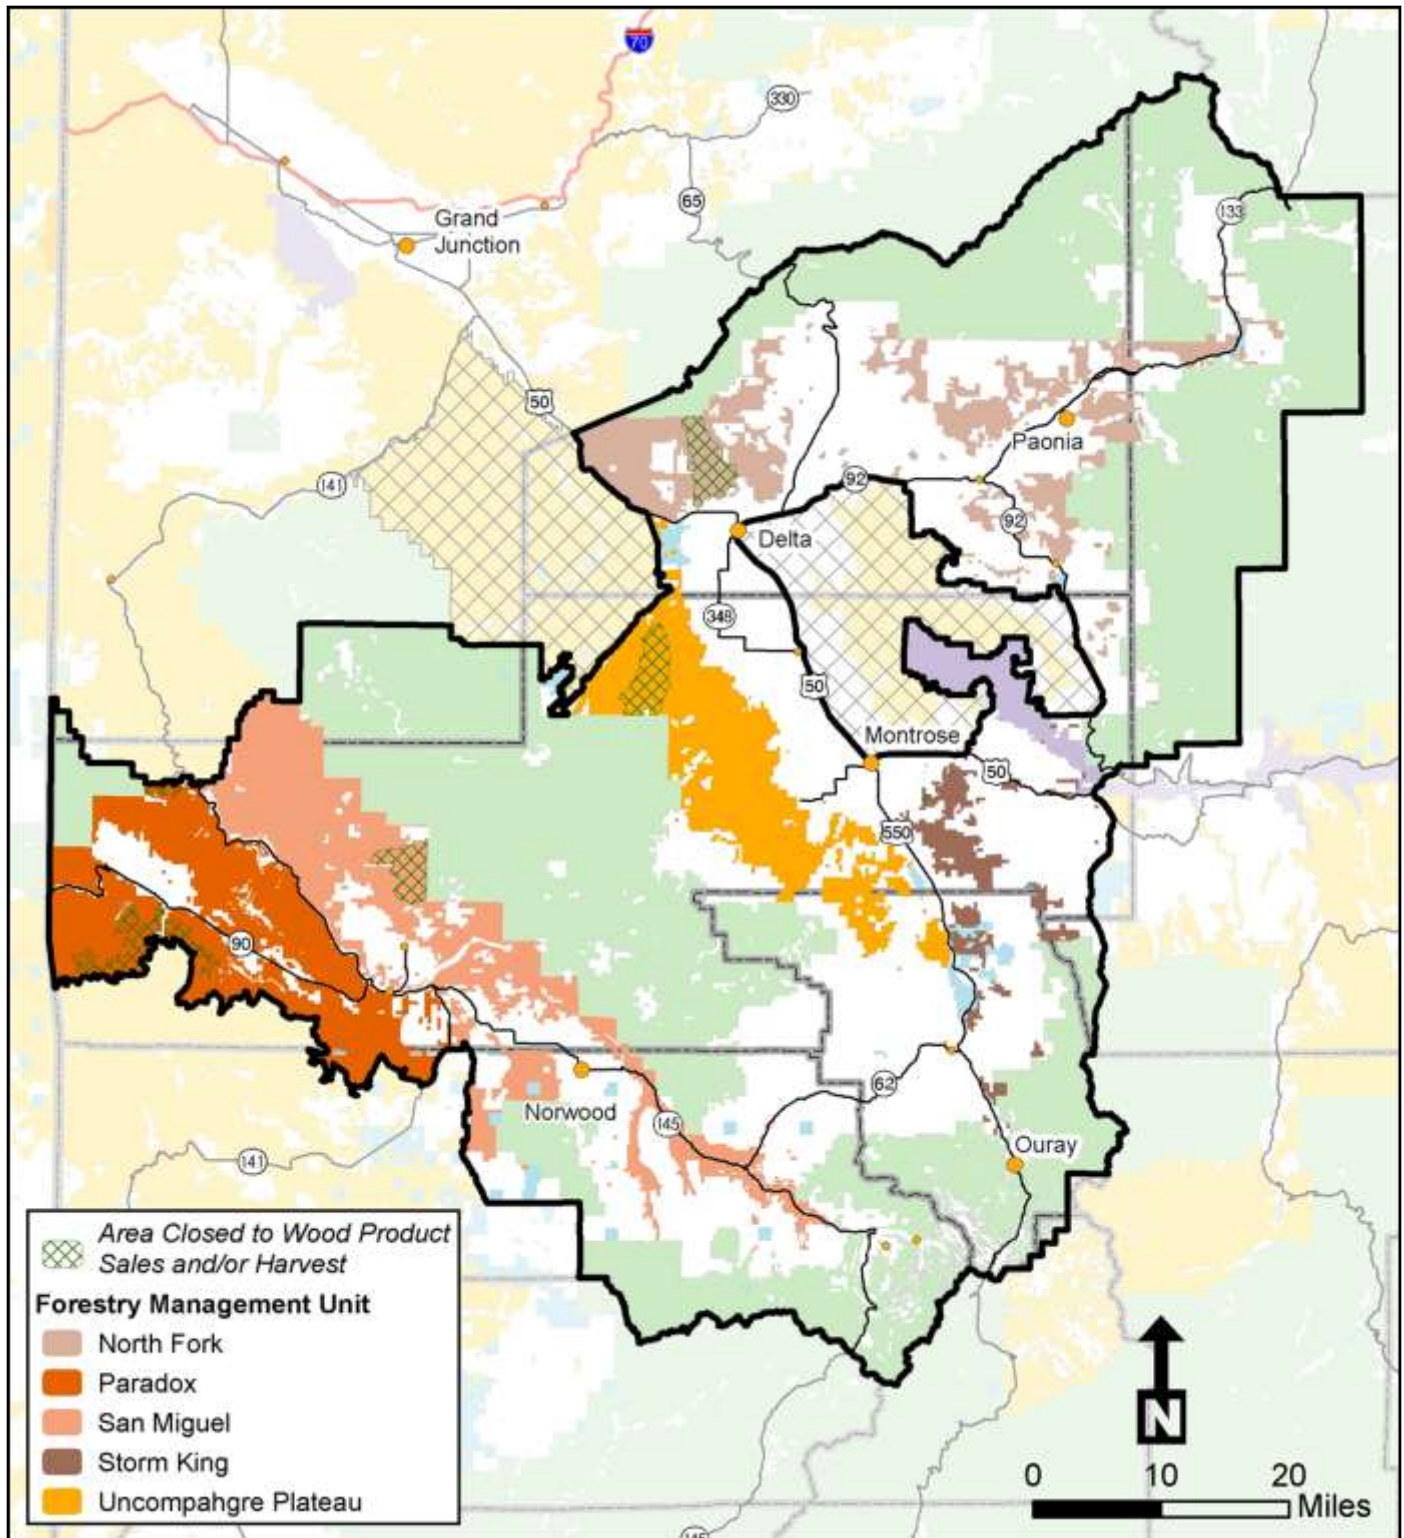 70
330
65
133
Grand
Junction
50
141
Paonia
92
Delta
92
348
50
Montrose
50
550
90
62
Norwood
145
141
Ouray
Area Closed to Wood Product
Sales and/or Harvest
Forestry Management Unit
North Fork
Paradox
San Miguel
Storm King
Uncompahgre Plateau
N
0 10 20
Miles
145